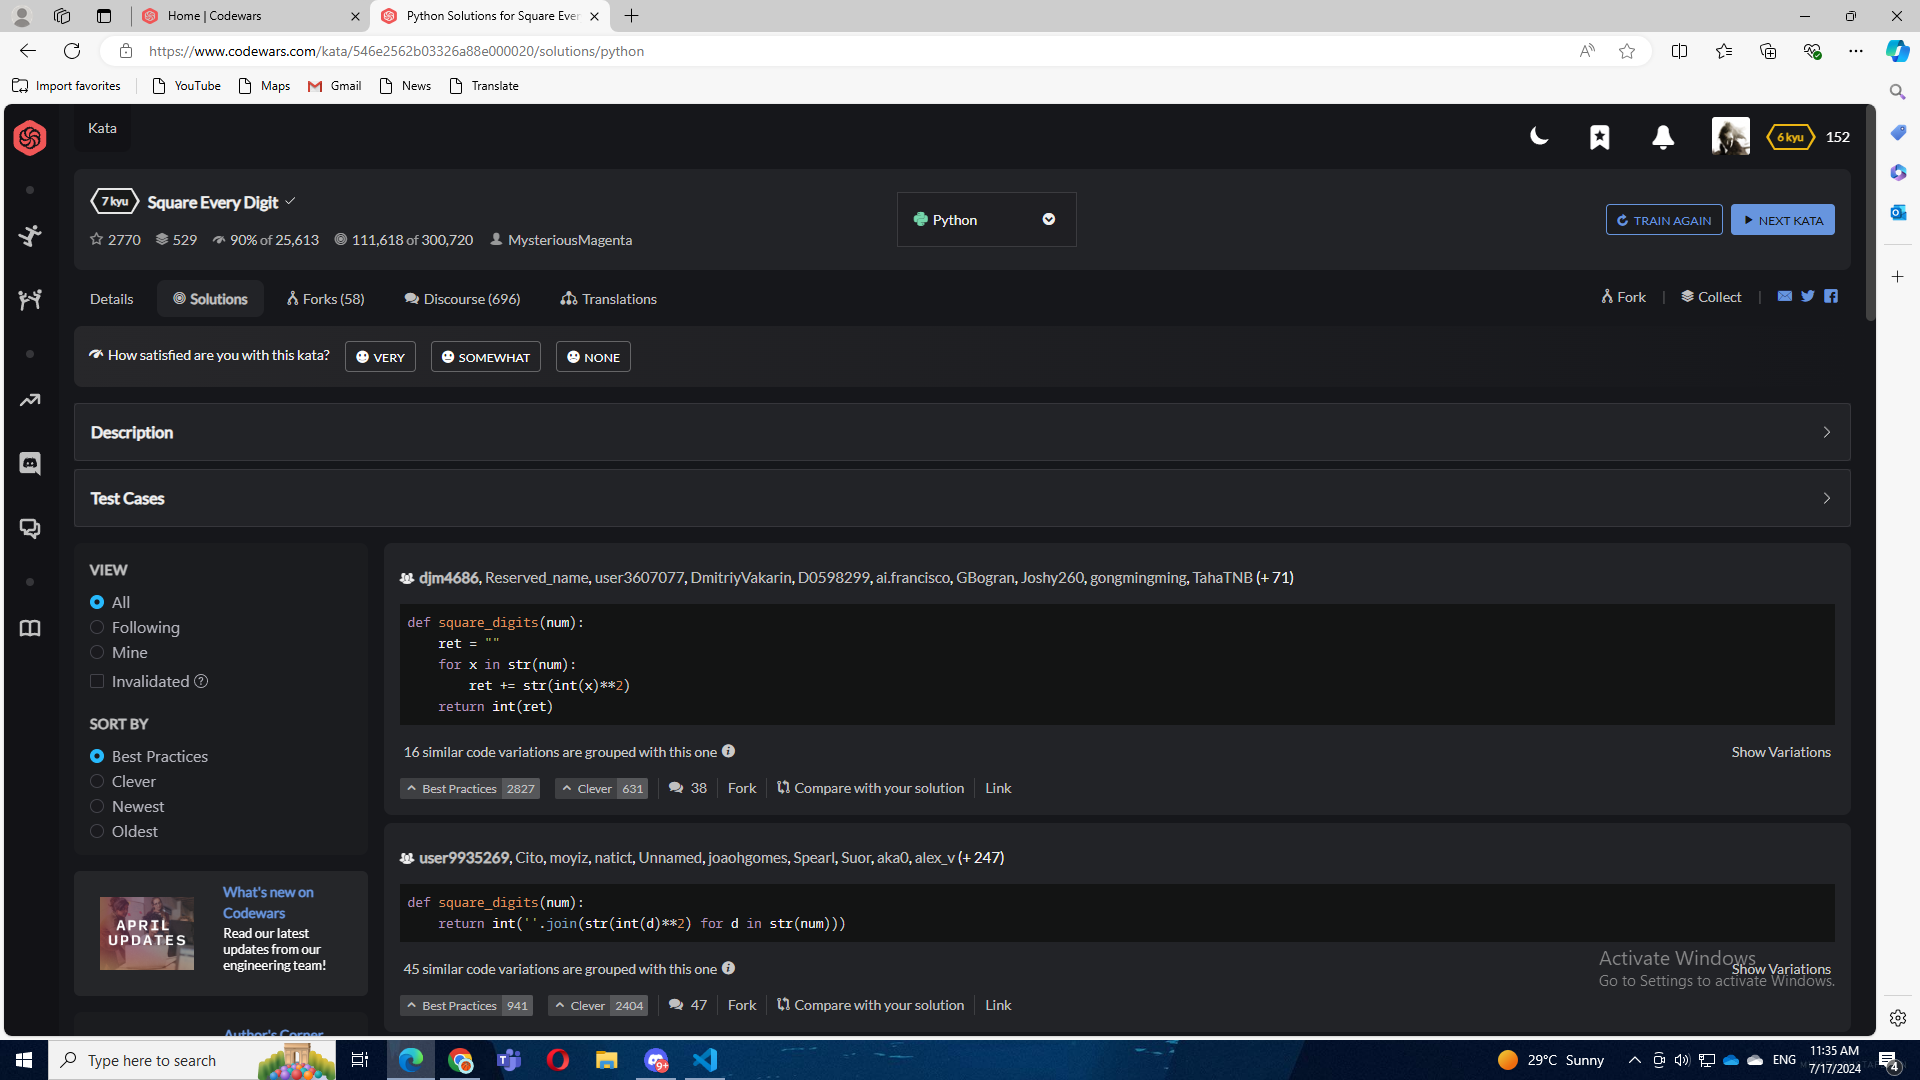 Home | Codewars
Python Solutions for Square Ever
https://www.codewars.com/kata/546e2562b03326a88e000020/solutions/python
Import favorites
YouTube
Maps
Gmail
News
Translate
Kata
6 kyu
152
7 kyu
Square Every Digit
2770
529
90% of 25,613
111,618 of 300,720
MysteriousMagenta
Python
TRAIN AGAIN
NEXT KATA
Details
Solutions
Forks (58)
Discourse (696)
Translations
Fork
Collect
How satisfied are you with this kata?
VERY
SOMEWHAT
NONE
Description
Test Cases
VIEW
All
Following
Mine
Invalidated
SORT BY
Best Practices
Clever
Newest
Oldest
APRIL
UPDATES
What's new on
Codewars
Read our latest
updates from our
engineering team!
Author's Corner
djm4686, Reserved_name, user3607077, DmitriyVakarin, D0598299, ai.francisco, GBogran, Joshy260, gongmingming, TahaTNB (+ 71)
def square_digits(num):
    ret = ""
    for x in str(num):
        ret += str(int(x)**2)
    return int(ret)
16 similar code variations are grouped with this one
Show Variations
Best Practices 2827
Clever 631
38
Fork
Compare with your solution
Link
user9935269, Cito, moyiz, natict, Unnamed, joaohgomes, Spearl, Suor, aka0, alex_v (+ 247)
def square_digits(num):
    return int(''.join(str(int(d)**2) for d in str(num)))
45 similar code variations are grouped with this one
Show Variations
Best Practices 941
Clever 2404
47
Fork
Compare with your solution
Link
Activate Windows
Go to Settings to activate Windows.
Type here to search
9+
29°C Sunny
ENG
11:35 AM
7/17/2024
4